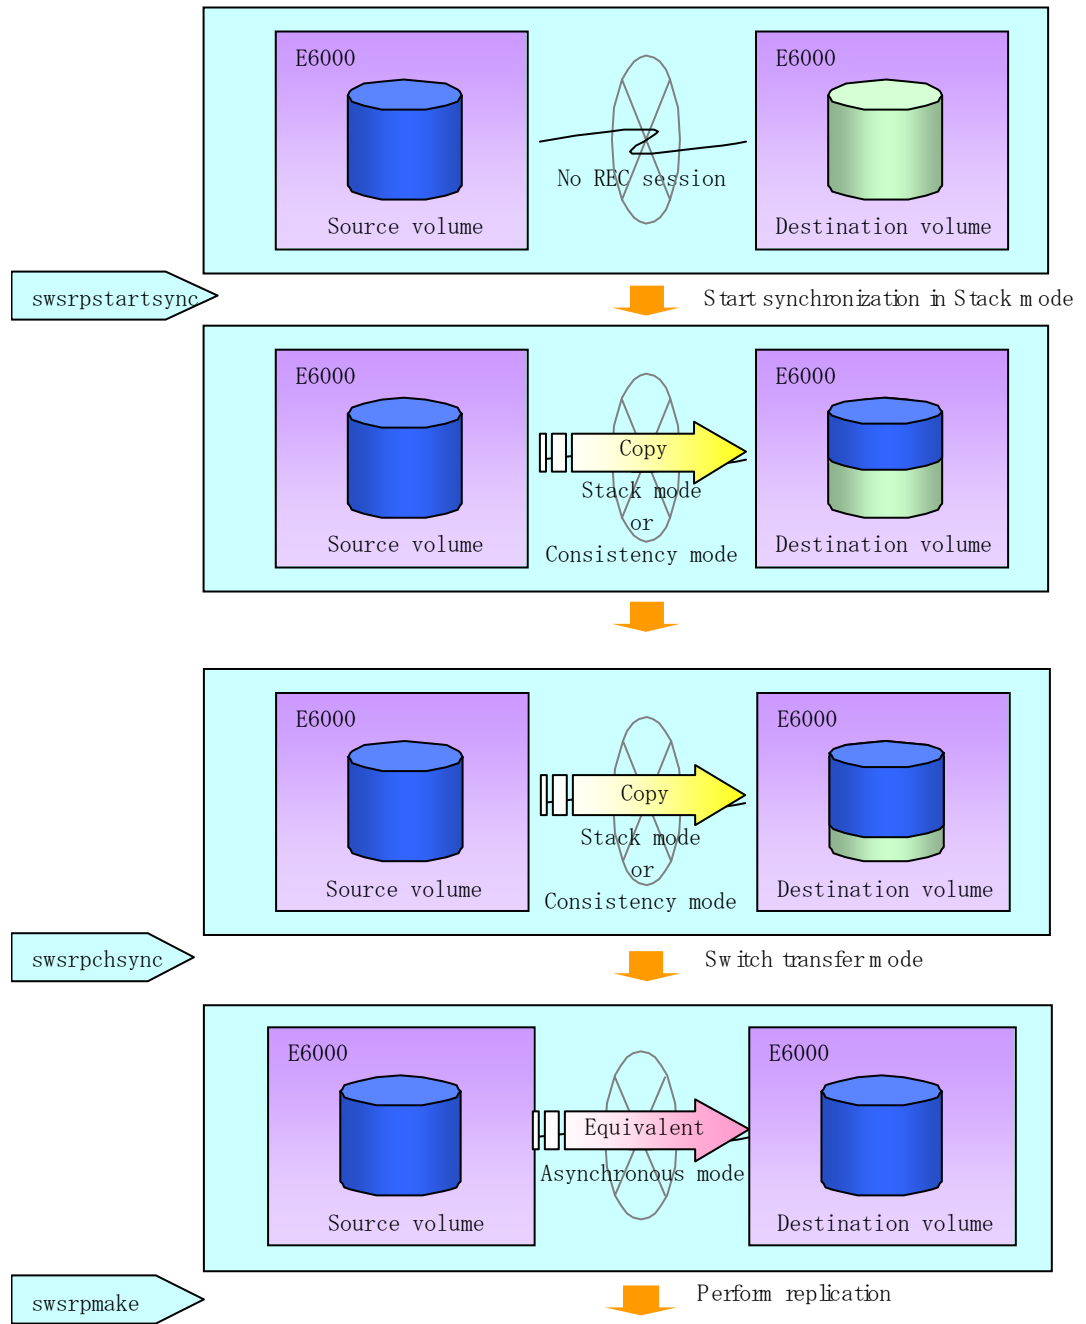 E6000
E6000
No REC session
Source volume
Destination volume
swsrpstartsync
Start synchronization in Stack mode
E6000
E6000
Copy
Stack mode
or
Consistency mode
Source volume
Destination volume
E6000
E6000
Copy
Stack mode
or
Consistency mode
Source volume
Destination volume
swsrpchsync
Switch transfer mode
E6000
E6000
Equivalent
Asynchronous mode
Source volume
Destination volume
swsrpmake
Perform replication